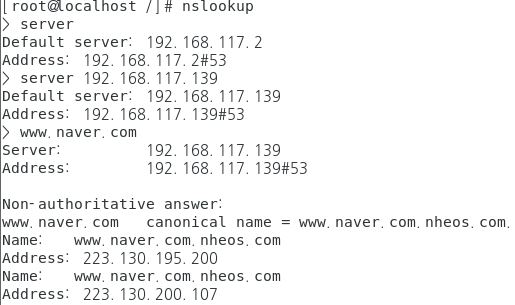 [root@localhost /]# nslookup
> server
Default server: 192.168.117.2
Address: 192.168.117.2#53
> server 192.168.117.139
Default server: 192.168.117.139
Address: 192.168.117.139#53
> www.naver.com
Server: 192.168.117.139
Address: 192.168.117.139#53
Non-authoritative answer:
www.naver.com canonical name = www.naver.com.nheos.com.
Name: www.naver.com.nheos.com
Address: 223.130.195.200
Name: www.naver.com.nheos.com
Address: 223.130.200.107